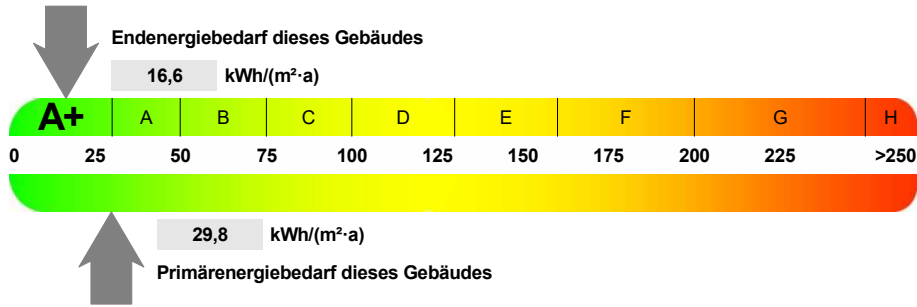 Endenergiebedarf dieses Gebäudes
16,6 kWh/(m²·a)
A+ A B C D E F G H
0 25 50 75 100 125 150 175 200 225 >250
29,8 kWh/(m²·a)
Primärenergiebedarf dieses Gebäudes